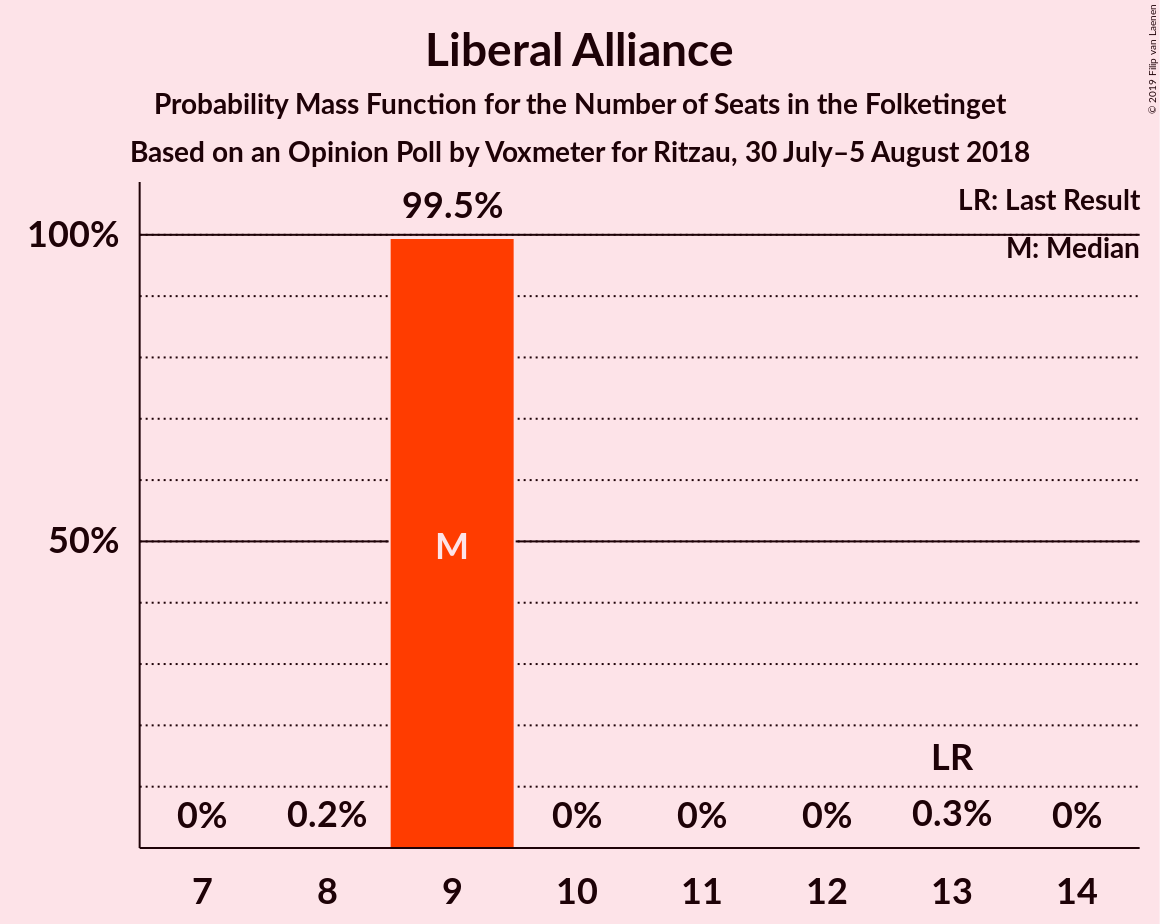 Liberal Alliance
Probability Mass Function for the Number of Seats in the Folketinget
Based on an Opinion Poll by Voxmeter for Ritzau, 30 July–5 August 2018
© 2019 Filip van Laenen
LR: Last Result
M: Median
100%
50%
99.5%
M
LR
0% 0.2% 0% 0% 0% 0.3% 0%
7 8 9 10 11 12 13 14